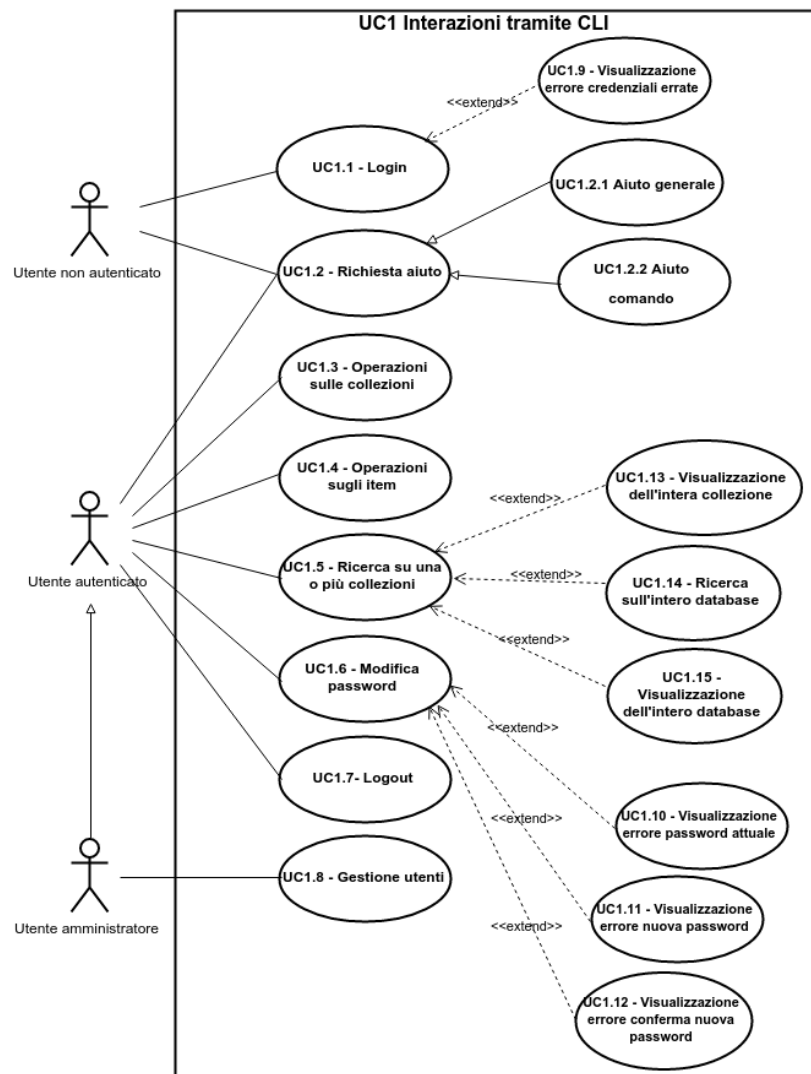 UC1 Interazioni tramite CLI
UC1.9 - Visualizzazione
errore credenziali errate
<<extend>>
UC1.1 - Login
UC1.2.1 Aiuto generale
Utente non autenticato
UC1.2 - Richiesta aiuto
UC1.2.2 Aiuto
comando
UC1.3 - Operazioni
sulle collezioni
UC1.4 - Operazioni
sugli item
UC1.13 - Visualizzazione
dell'intera collezione
<<extend>>
Utente autenticato
UC1.5 - Ricerca su una
o più collezioni
<<extend>>
UC1.14 - Ricerca
sull'intero database
<<extend>>
UC1.6 - Modifica
password
UC1.15 -
Visualizzazione
dell'intero database
<<extend>>
UC1.7- Logout
<<extend>>
UC1.10 - Visualizzazione
errore password attuale
UC1.8 - Gestione utenti
Utente amministratore
UC1.11 - Visualizzazione
errore nuova password
<<extend>>
UC1.12 - Visualizzazione
errore conferma nuova
password